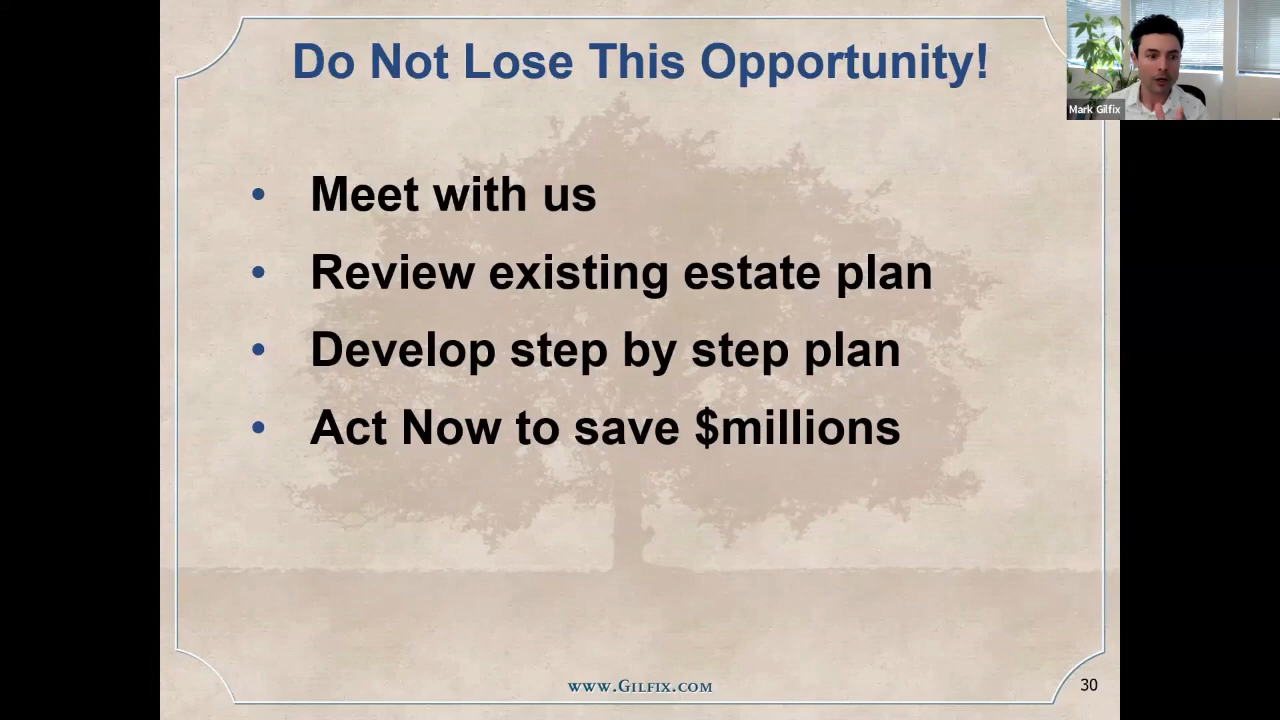 Do Not Lose This Opportunity!
Mark Gilfix
• Meet with us
• Review existing estate plan
• Develop step by step plan
• Act Now to save $millions
www.Gilfix.com
30